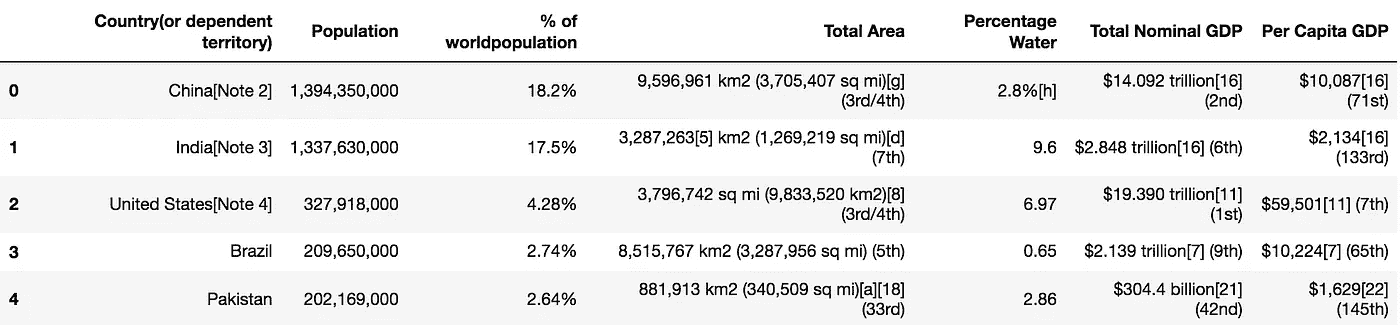 Country(or dependent territory) Population % of worldpopulation Total Area Percentage Water Total Nominal GDP Per Capita GDP
0 China[Note 2] 1,394,350,000 18.2% 9,596,961 km2 (3,705,407 sq mi)[g] (3rd/4th) 2.8%[h] $14.092 trillion[16] (2nd) $10,087[16] (71st)
1 India[Note 3] 1,337,630,000 17.5% 3,287,263[5] km2 (1,269,219 sq mi)[d] (7th) 9.6 $2.848 trillion[16] (6th) $2,134[16] (133rd)
2 United States[Note 4] 327,918,000 4.28% 3,796,742 sq mi (9,833,520 km2)[8] (3rd/4th) 6.97 $19.390 trillion[11] (1st) $59,501[11] (7th)
3 Brazil 209,650,000 2.74% 8,515,767 km2 (3,287,956 sq mi) (5th) 0.65 $2.139 trillion[7] (9th) $10,224[7] (65th)
4 Pakistan 202,169,000 2.64% 881,913 km2 (340,509 sq mi)[a][18] (33rd) 2.86 $304.4 billion[21] (42nd) $1,629[22] (145th)